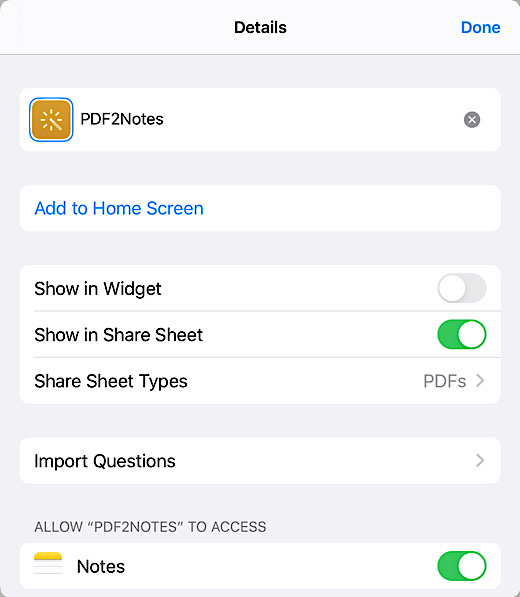 Details
Done
PDF2Notes
Add to Home Screen
Show in Widget
Show in Share Sheet
Share Sheet Types
PDFs
Import Questions
ALLOW “PDF2NOTES” TO ACCESS
Notes